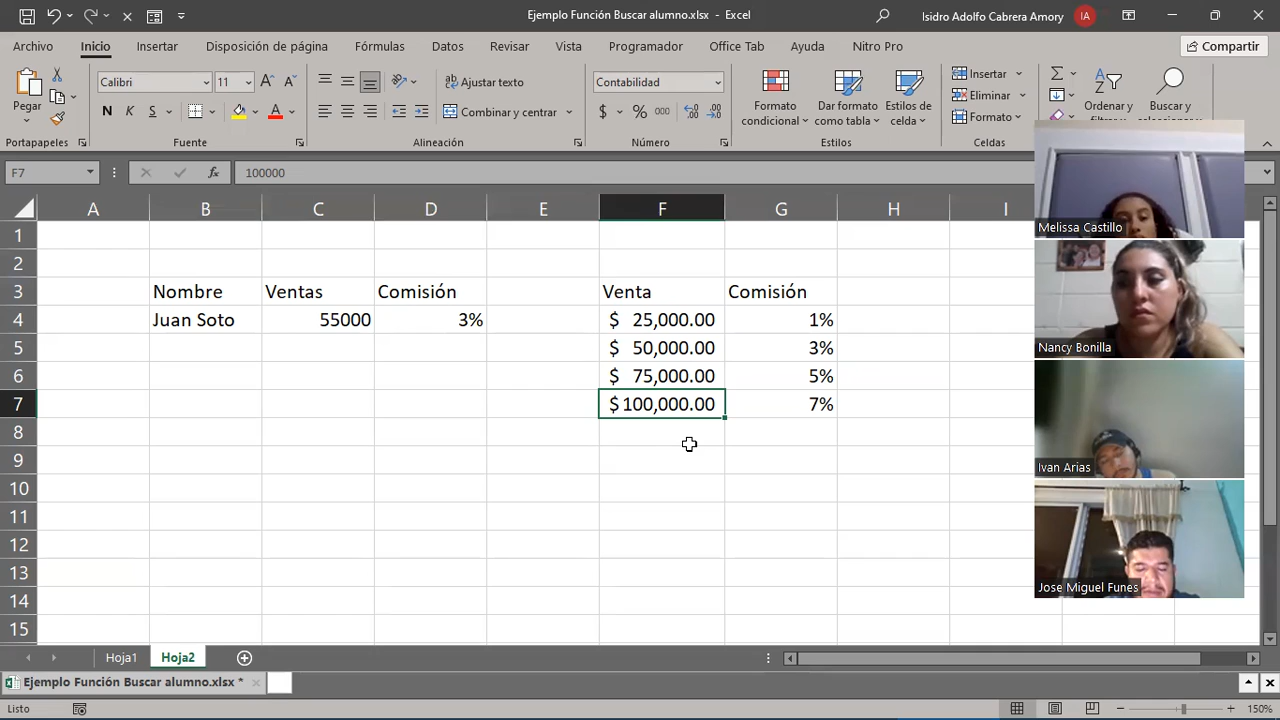 Ejemplo Función Buscar alumno.xlsx - Excel
Isidro Adolfo Cabrera Amory
IA
Archivo Inicio Insertar Disposición de página Fórmulas Datos Revisar Vista Programador Office Tab Ayuda Nitro Pro
Compartir
Pegar
Portapapeles
Calibri 11
N K S
Fuente
Ajustar texto
Combinar y centrar
Alineación
Contabilidad
$ % 000
Número
Formato condicional
Dar formato como tabla
Estilos de celda
Estilos
Insertar
Eliminar
Formato
Celdas
Ordenar y
filtrar
Buscar y
seleccionar
F7 fx 100000
A B C D E F G H I
1
2
3 Nombre Ventas Comisión Venta Comisión
4 Juan Soto 55000 3% $ 25,000.00 1%
5 $ 50,000.00 3%
6 $ 75,000.00 5%
7 $ 100,000.00 7%
8
9
10
11
12
13
14
15
Melissa Castillo
Nancy Bonilla
Ivan Arias
Jose Miguel Funes
Hoja1 Hoja2
Ejemplo Función Buscar alumno.xlsx *
Listo
150%